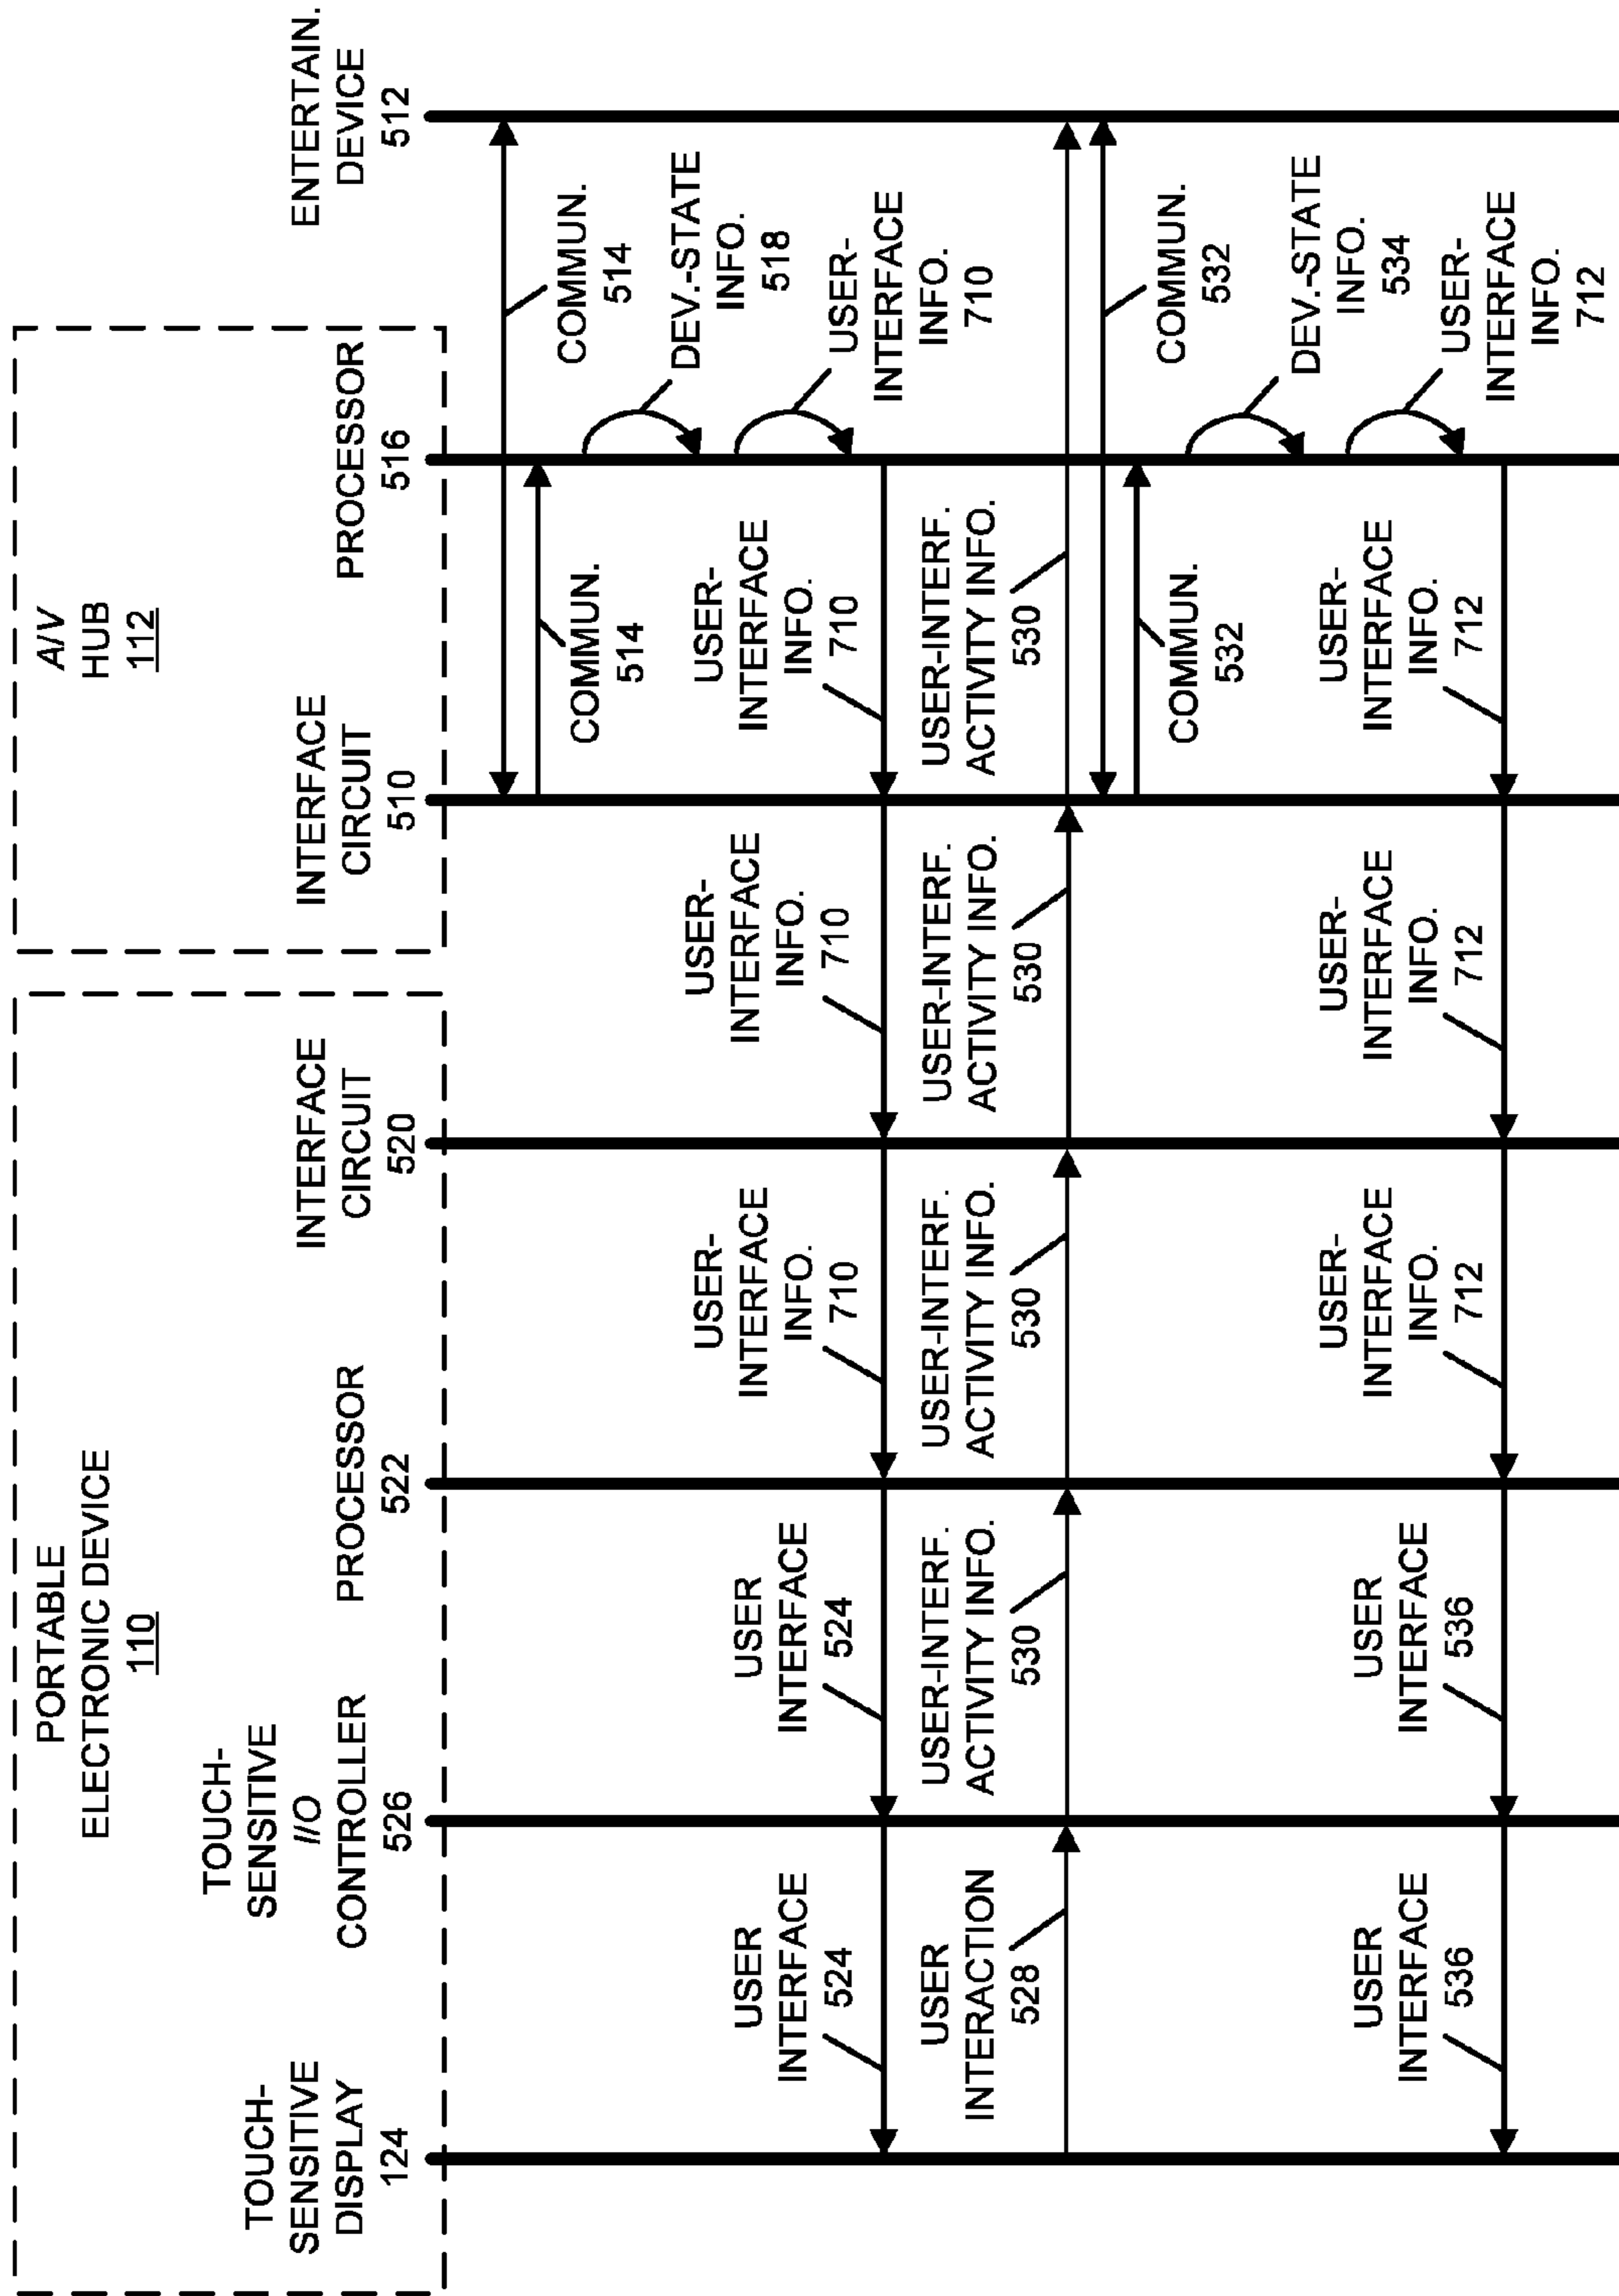 PORTABLE
ELECTRONIC DEVICE
110
A/V
HUB
112
TOUCH-
SENSITIVE
DISPLAY
124
TOUCH-
SENSITIVE
I/O
CONTROLLER
526
PROCESSOR
522
INTERFACE
CIRCUIT
520
INTERFACE
CIRCUIT
510
PROCESSOR
516
ENTERTAIN.
DEVICE
512
COMMUN.
514
COMMUN.
514
DEV.-STATE
INFO.
518
USER-
INTERFACE
INFO.
710
USER
INTERFACE
524
USER
INTERFACE
524
USER-
INTERFACE
INFO.
710
USER-
INTERFACE
INFO.
710
USER-
INTERFACE
INFO.
710
USER
INTERACTION
528
USER-INTERF.
ACTIVITY INFO.
530
USER-INTERF.
ACTIVITY INFO.
530
USER-INTERF.
ACTIVITY INFO.
530
USER-INTERF.
ACTIVITY INFO.
530
COMMUN.
532
COMMUN.
532
DEV.-STATE
INFO.
534
USER-
INTERFACE
INFO.
712
USER
INTERFACE
536
USER
INTERFACE
536
USER-
INTERFACE
INFO.
712
USER-
INTERFACE
INFO.
712
USER-
INTERFACE
INFO.
712